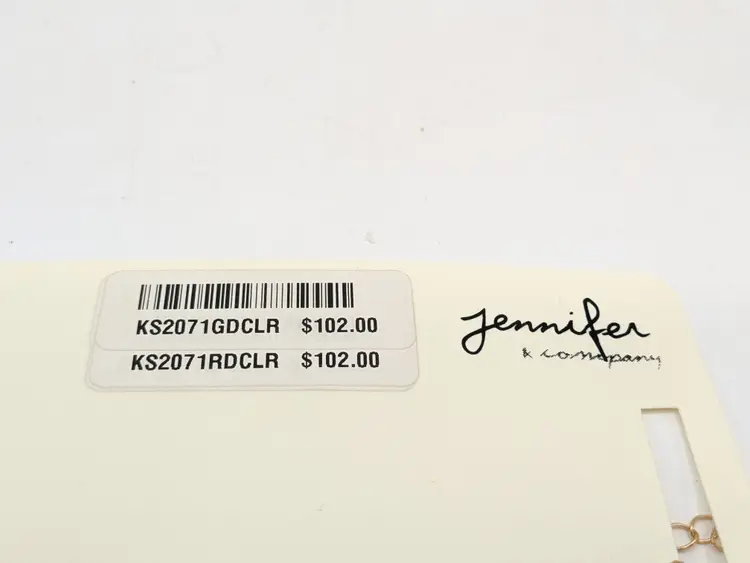 KS2071GDCLR $102.00
KS2071RDCLR $102.00
Jennifer
& company